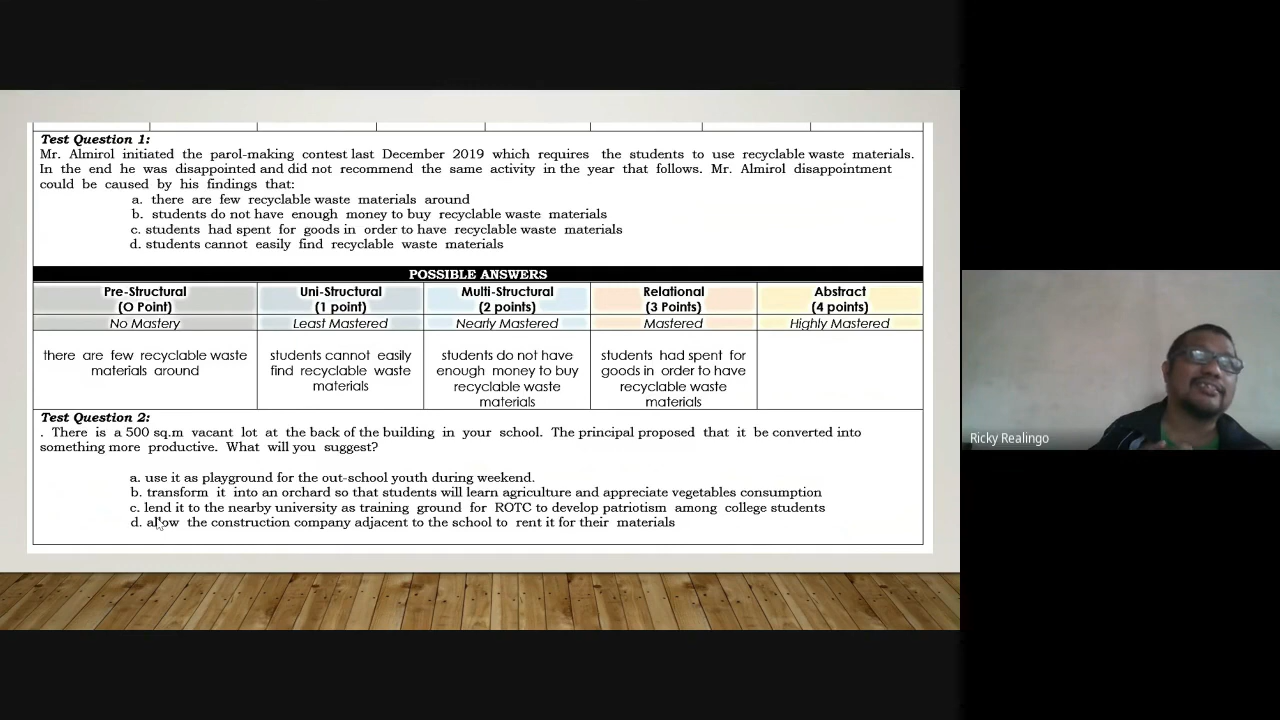 Test Question 1:
Mr. Almirol initiated the parol-making contest last December 2019 which requires the students to use recyclable waste materials.
In the end he was disappointed and did not recommend the same activity in the year that follows. Mr. Almirol disappointment
could be caused by his findings that:
a. there are few recyclable waste materials around
b. students do not have enough money to buy recyclable waste materials
c. students had spent for goods in order to have recyclable waste materials
d. students cannot easily find recyclable waste materials
POSSIBLE ANSWERS
Pre-Structural
(O Point)
No Mastery
there are few recyclable waste
materials around
Uni-Structural
(1 point)
Least Mastered
students cannot easily
find recyclable waste
materials
Multi-Structural
(2 points)
Nearly Mastered
students do not have
enough money to buy
recyclable waste
materials
Relational
(3 Points)
Mastered
students had spent for
goods in order to have
recyclable waste
materials
Abstract
(4 points)
Highly Mastered
Test Question 2:
. There is a 500 sq.m vacant lot at the back of the building in your school. The principal proposed that it be converted into
something more productive. What will you suggest?
a. use it as playground for the out-school youth during weekend.
b. transform it into an orchard so that students will learn agriculture and appreciate vegetables consumption
c. lend it to the nearby university as training ground for ROTC to develop patriotism among college students
d. allow the construction company adjacent to the school to rent it for their materials
Ricky Realingo